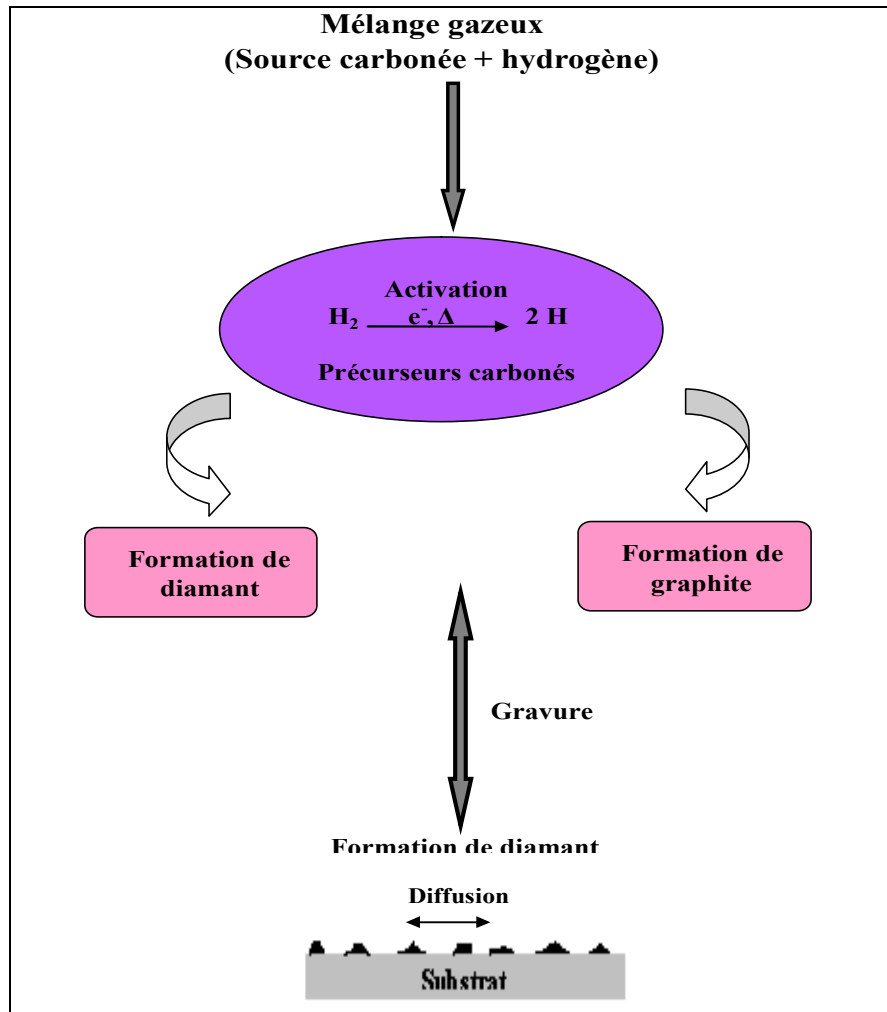 Mélange gazeux
(Source carbonée + hydrogène)
Activation
H₂ e⁻, Δ 2 H
Précurseurs carbonés
Formation de
diamant
Formation de
graphite
Gravure
Formation de diamant
Diffusion
Substrat